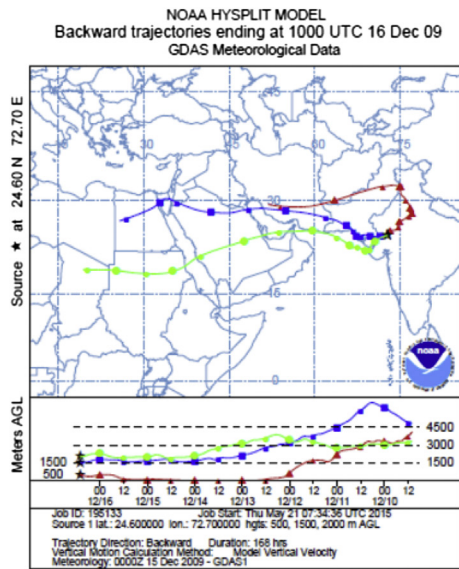 NOAA HYSPLIT MODEL
Backward trajectories ending at 1000 UTC 16 Dec 09
GDAS Meteorological Data
Source ★ at 24.60 N 72.70 E
45
30
45
60
75
30
15
0
noaa
Meters AGL
1500
500
4500
3000
1500
00 12 00 12 00 12 00 12 00 12 00 12 00 12
12/16 12/15 12/14 12/13 12/12 12/11 12/10
Job ID: 195133 Job Start: Thu May 21 07:34:36 UTC 2015
Source 1 lat.: 24.600000 lon.: 72.700000 hgts: 500, 1500, 2000 m AGL
Trajectory Direction: Backward Duration: 168 hrs
Vertical Motion Calculation Method: Model Vertical Velocity
Meteorology: 0000Z 15 Dec 2009 - GDAS1